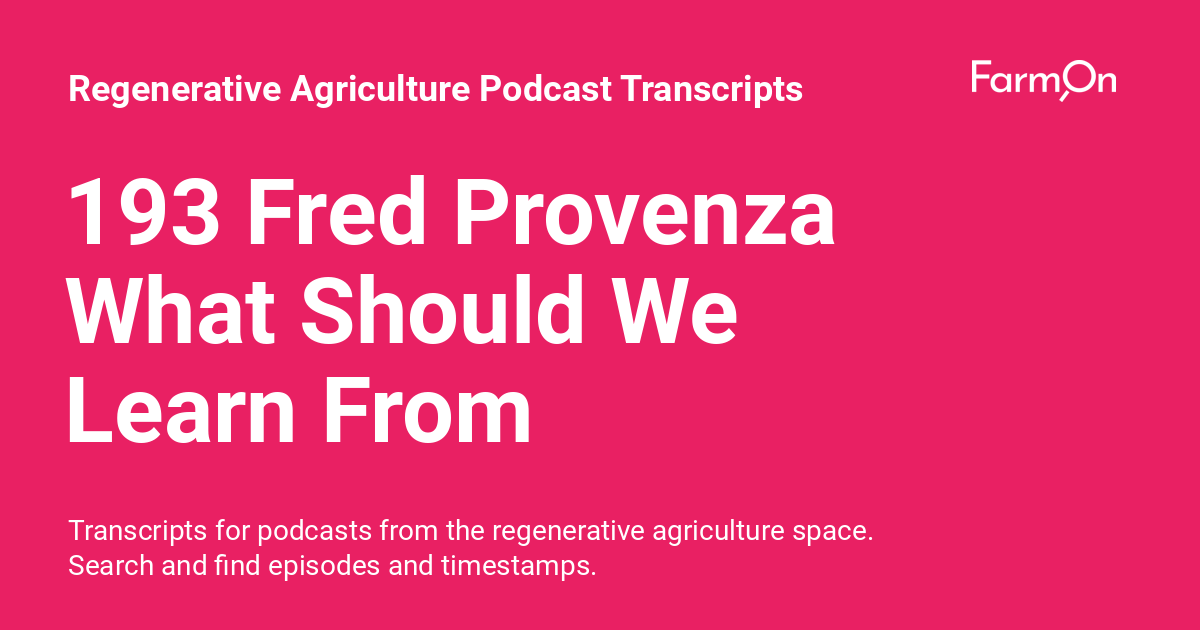 Regenerative Agriculture Podcast Transcripts
FarmOn
193 Fred Provenza
What Should We
Learn From
Transcripts for podcasts from the regenerative agriculture space.
Search and find episodes and timestamps.